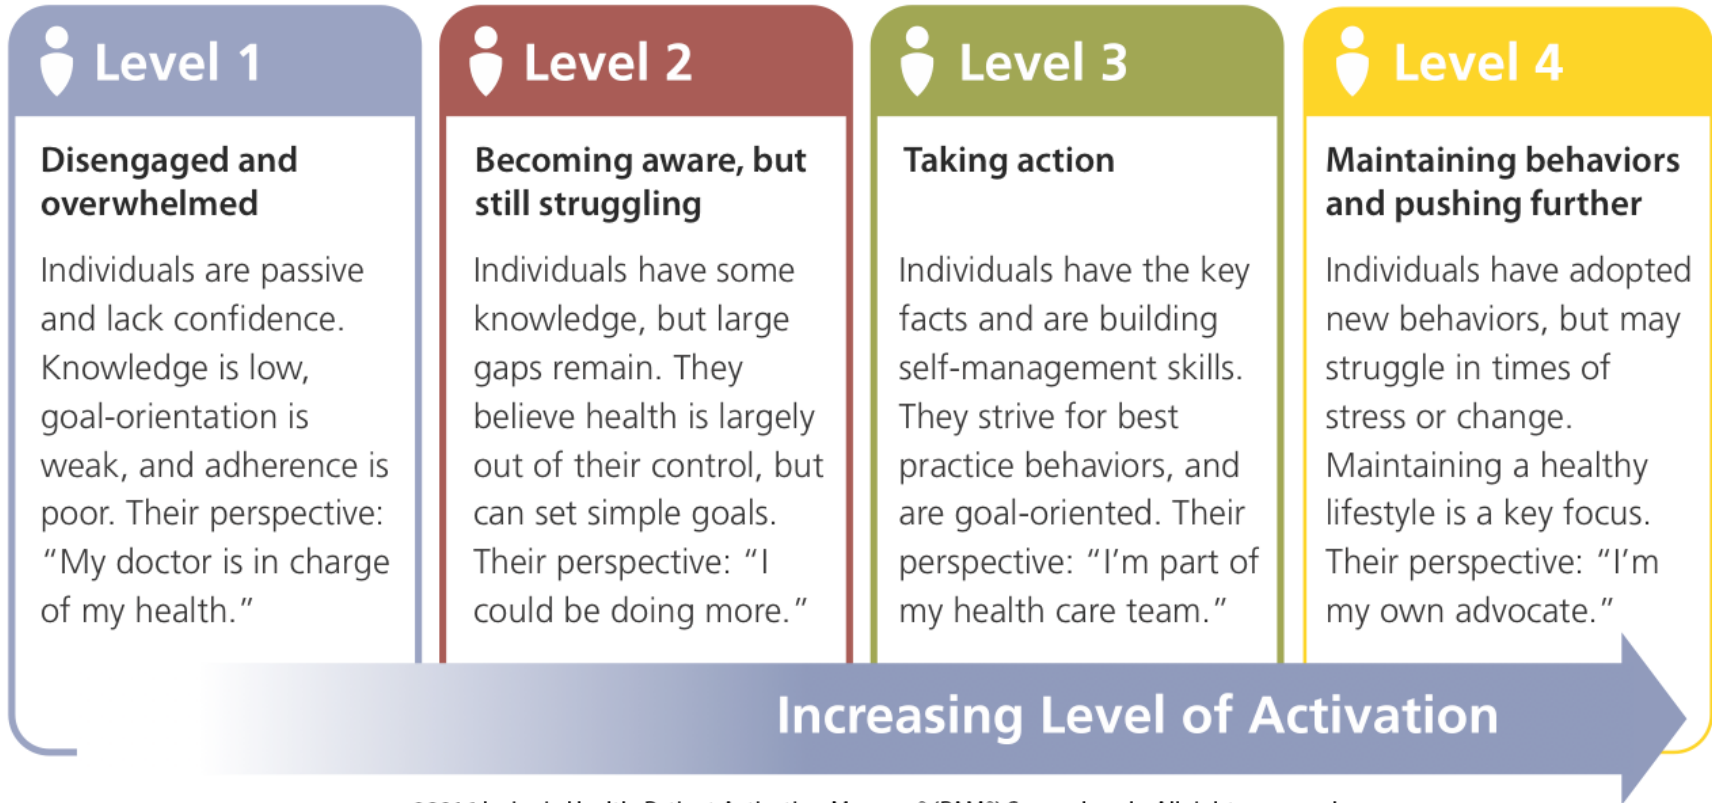 Level 1
Disengaged and
overwhelmed
Individuals are passive
and lack confidence.
Knowledge is low,
goal-orientation is
weak, and adherence is
poor. Their perspective:
“My doctor is in charge
of my health.”
Level 2
Becoming aware, but
still struggling
Individuals have some
knowledge, but large
gaps remain. They
believe health is largely
out of their control, but
can set simple goals.
Their perspective: “I
could be doing more.”
Level 3
Taking action
Individuals have the key
facts and are building
self-management skills.
They strive for best
practice behaviors, and
are goal-oriented. Their
perspective: “I’m part of
my health care team.”
Level 4
Maintaining behaviors
and pushing further
Individuals have adopted
new behaviors, but may
struggle in times of
stress or change.
Maintaining a healthy
lifestyle is a key focus.
Their perspective: “I’m
my own advocate.”
Increasing Level of Activation